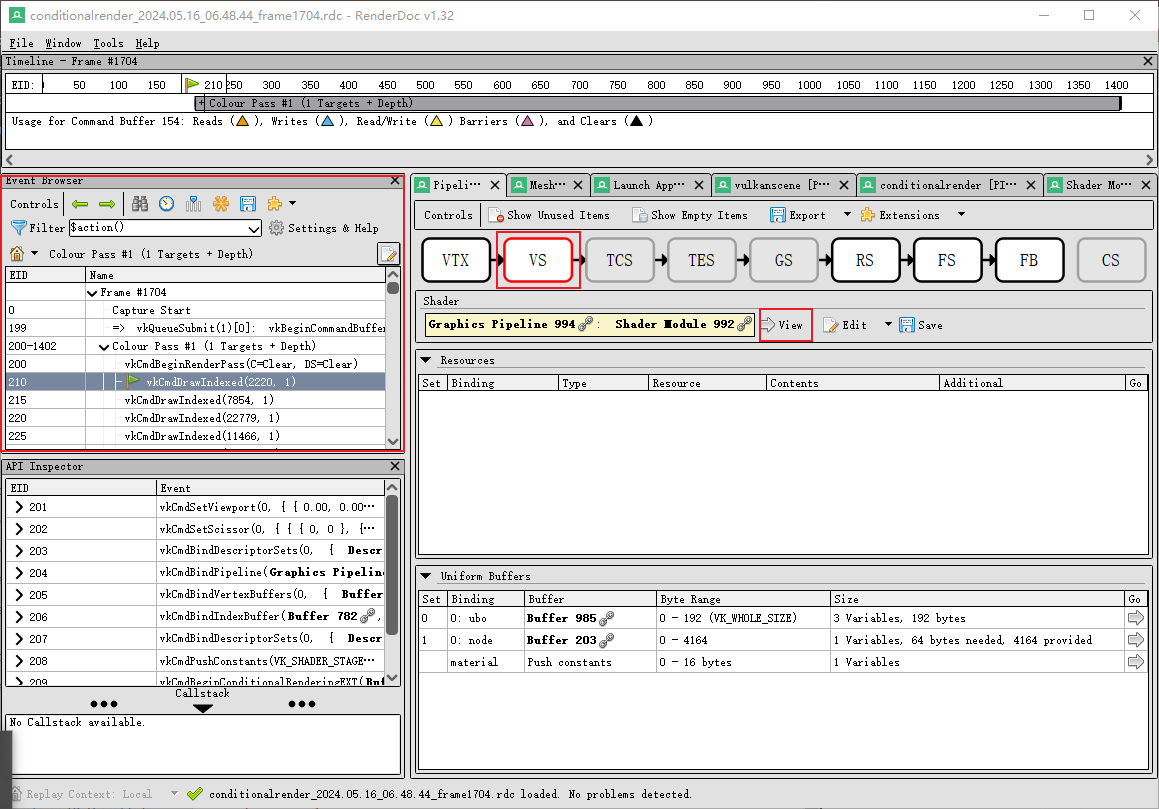 conditionalrender_2024.05.16_06.48.44_frame1704.rdc - RenderDoc v1.32
File Window Tools Help
Timeline - Frame #1704
EID: 50 100 150 210 250 300 350 400 450 500 550 600 650 700 750 800 850 900 950 1000 1050 1100 1150 1200 1250 1300 1350 1400
+ Colour Pass #1 (1 Targets + Depth)
Usage for Command Buffer 154: Reads ( ), Writes ( ), Read/Write ( ) Barriers ( ), and Clears ( )
Event Browser
Controls
Filter $action() Settings & Help
Colour Pass #1 (1 Targets + Depth)
EID Name
Frame #1704
0 Capture Start
199 => vkQueueSubmit(1)[0]: vkBeginCommandBuffer
200-1402 Colour Pass #1 (1 Targets + Depth)
200 vkCmdBeginRenderPass(C=Clear, DS=Clear)
210 vkCmdDrawIndexed(2220, 1)
215 vkCmdDrawIndexed(7854, 1)
220 vkCmdDrawIndexed(22779, 1)
225 vkCmdDrawIndexed(11466, 1)
API Inspector
EID Event
201 vkCmdSetViewport(0, { { 0.00, 0.00···
202 vkCmdSetScissor(0, { { { 0, 0 }, {···
203 vkCmdBindDescriptorSets(0, { Descr
204 vkCmdBindPipeline(Graphics Pipelin
205 vkCmdBindVertexBuffers(0, { Buffer
206 vkCmdBindIndexBuffer(Buffer 782 ,
207 vkCmdBindDescriptorSets(0, { Descr
208 vkCmdPushConstants(VK_SHADER_STAGE···
209 vkCmdBeginConditionalRenderingEXT(Buf
Callstack
No Callstack available.
Pipeli··· Mesh··· Launch App··· vulkanscene [P··· conditionalrender [PI··· Shader Mo···
Controls Show Unused Items Show Empty Items Export Extensions
VTX VS TCS TES GS RS FS FB CS
Shader
Graphics Pipeline 994 : Shader Module 992 View Edit Save
Resources
Set Binding Type Resource Contents Additional Go
Uniform Buffers
Set Binding Buffer Byte Range Size Go
0 0: ubo Buffer 985 0 - 192 (VK_WHOLE_SIZE) 3 Variables, 192 bytes
1 0: node Buffer 203 0 - 4164 1 Variables, 64 bytes needed, 4164 provided
material Push constants 0 - 16 bytes 1 Variables
Replay Context: Local conditionalrender_2024.05.16_06.48.44_frame1704.rdc loaded. No problems detected.